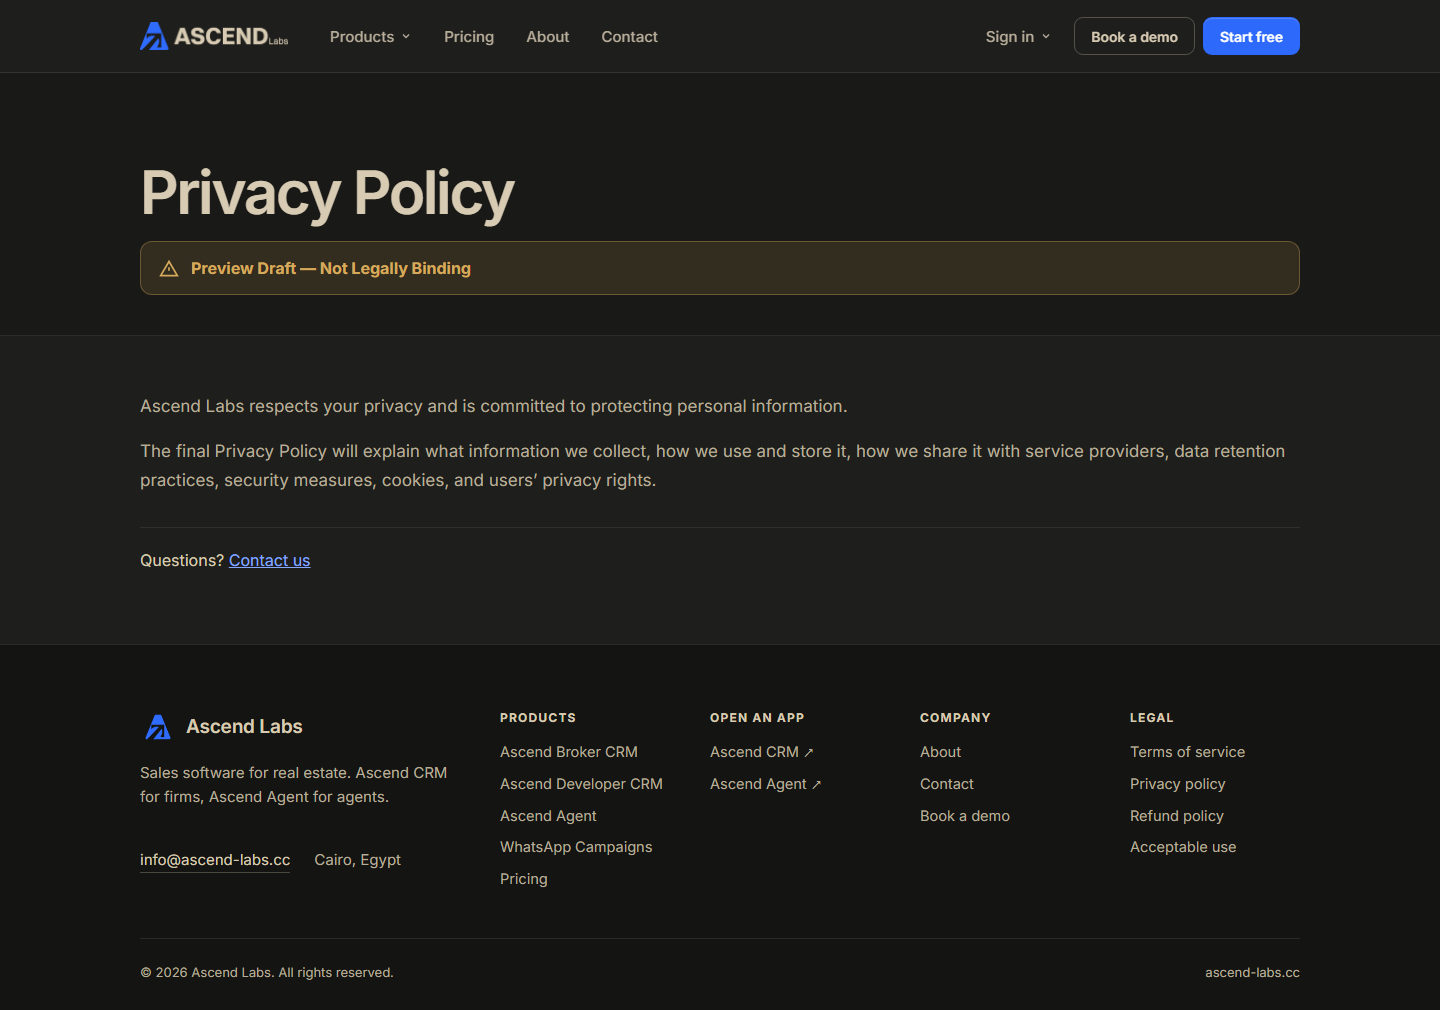 ASCEND Labs
Products
Pricing
About
Contact
Sign in
Book a demo
Start free
Privacy Policy
Preview Draft — Not Legally Binding
Ascend Labs respects your privacy and is committed to protecting personal information.
The final Privacy Policy will explain what information we collect, how we use and store it, how we share it with service providers, data retention
practices, security measures, cookies, and users’ privacy rights.
Questions? Contact us
Ascend Labs
Sales software for real estate. Ascend CRM
for firms, Ascend Agent for agents.
info@ascend-labs.cc
Cairo, Egypt
PRODUCTS
Ascend Broker CRM
Ascend Developer CRM
Ascend Agent
WhatsApp Campaigns
Pricing
OPEN AN APP
Ascend CRM ↗
Ascend Agent ↗
COMPANY
About
Contact
Book a demo
LEGAL
Terms of service
Privacy policy
Refund policy
Acceptable use
© 2026 Ascend Labs. All rights reserved.
ascend-labs.cc